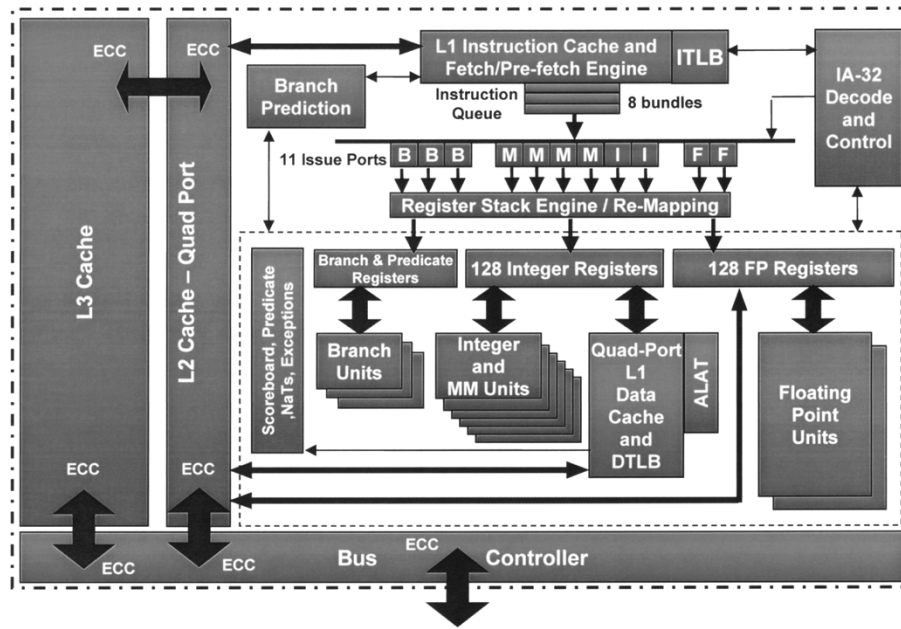 ECC
ECC
L1 Instruction Cache and
Fetch/Pre-fetch Engine
ITLB
IA-32
Decode
and
Control
Branch
Prediction
Instruction
Queue
8 bundles
11 Issue Ports
B B B M M M M I I F F
Register Stack Engine / Re-Mapping
L3 Cache
L2 Cache – Quad Port
Scoreboard, Predicate
,NaTs, Exceptions
Branch & Predicate
Registers
128 Integer Registers
128 FP Registers
Branch
Units
Integer
and
MM Units
Quad-Port
L1
Data
Cache
and
DTLB
ALAT
Floating
Point
Units
ECC
ECC
Bus
ECC
Controller
ECC
ECC